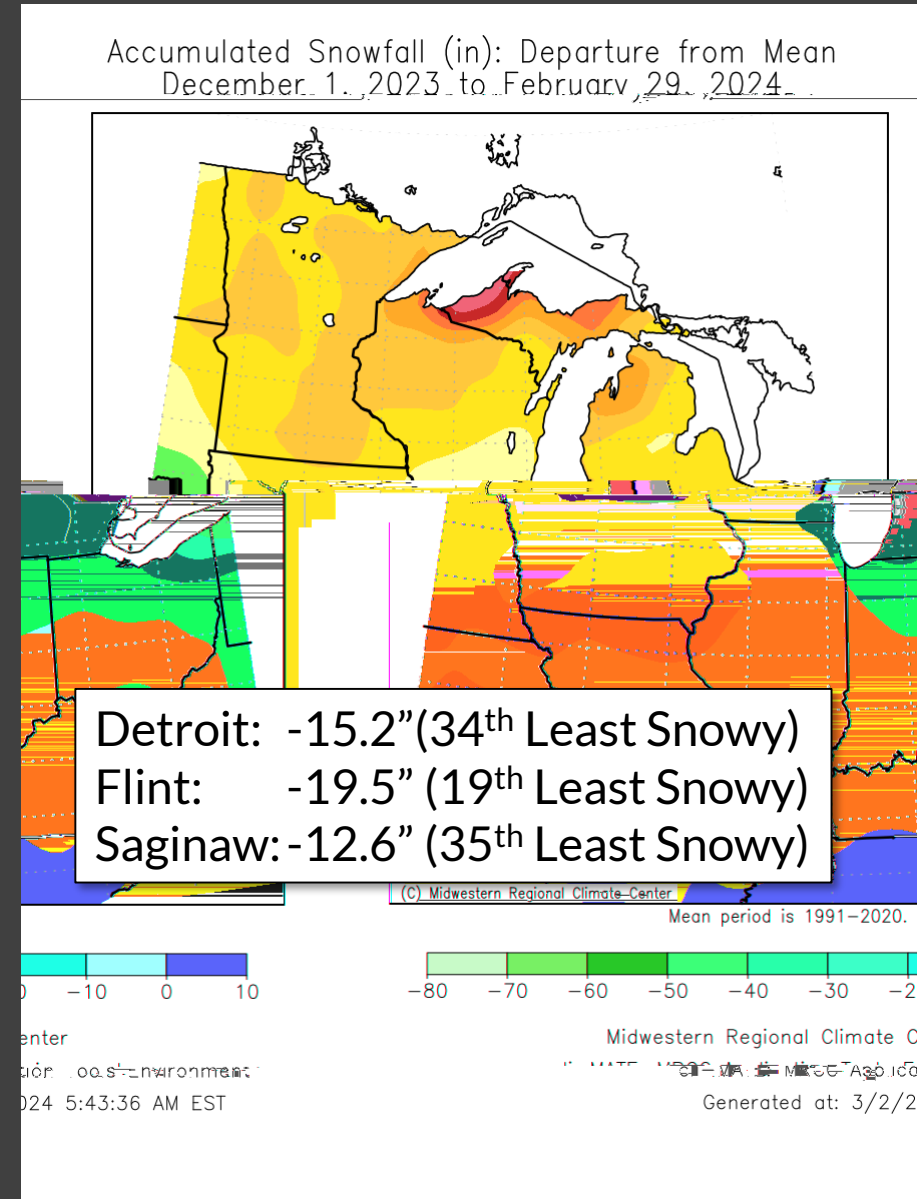 Accumulated Snowfall (in): Departure from Mean
December 1, 2023 to February 29, 2024
Detroit: -15.2” (34th Least Snowy)
Flint: -19.5” (19th Least Snowy)
Saginaw: -12.6” (35th Least Snowy)
(C) Midwestern Regional Climate Center
Mean period is 1991-2020.
-10 0 10 -80 -70 -60 -50 -40 -30 -2
enter Midwestern Regional Climate C
024 5:43:36 AM EST Generated at: 3/2/2